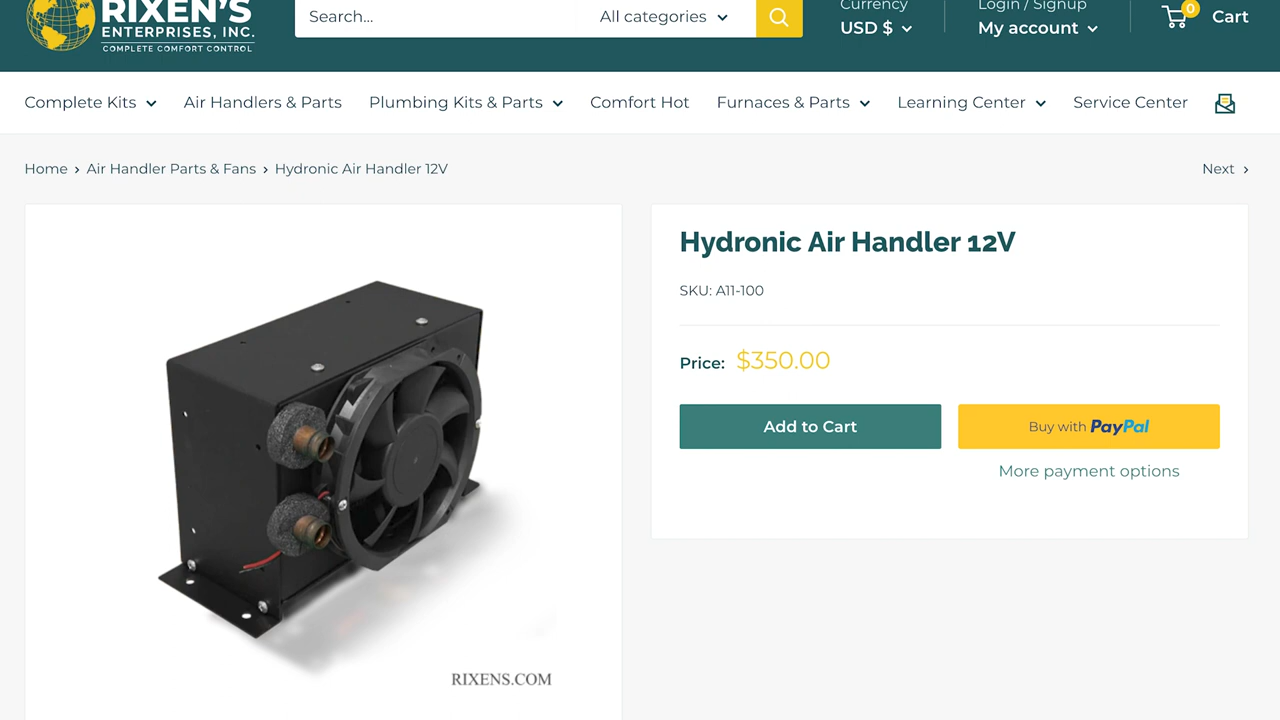 RIXEN'S
ENTERPRISES, INC.
COMPLETE COMFORT CONTROL
Search...
All categories
Currency
USD $
Login / Signup
My account
0
Cart
Complete Kits
Air Handlers & Parts
Plumbing Kits & Parts
Comfort Hot
Furnaces & Parts
Learning Center
Service Center
Home › Air Handler Parts & Fans › Hydronic Air Handler 12V
Next ›
Hydronic Air Handler 12V
SKU: A11-100
Price: $350.00
Add to Cart
Buy with PayPal
More payment options
RIXENS.COM